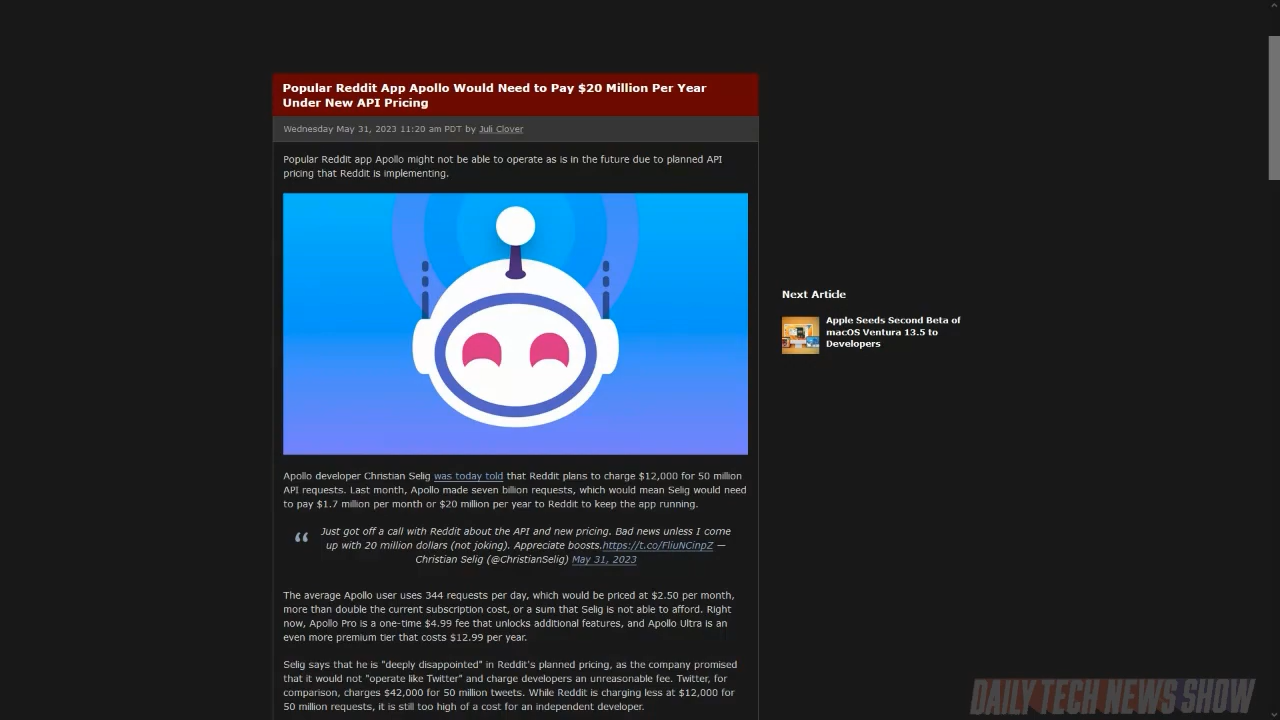 Popular Reddit App Apollo Would Need to Pay $20 Million Per Year
Under New API Pricing
Wednesday May 31, 2023 11:20 am PDT by Juli Clover
Popular Reddit app Apollo might not be able to operate as is in the future due to planned API
pricing that Reddit is implementing.
Next Article
Apple Seeds Second Beta of
macOS Ventura 13.5 to
Developers
Apollo developer Christian Selig was today told that Reddit plans to charge $12,000 for 50 million
API requests. Last month, Apollo made seven billion requests, which would mean Selig would need
to pay $1.7 million per month or $20 million per year to Reddit to keep the app running.
“ Just got off a call with Reddit about the API and new pricing. Bad news unless I come
up with 20 million dollars (not joking). Appreciate boosts.https://t.co/FliuNCinpZ —
Christian Selig (@ChristianSelig) May 31, 2023
The average Apollo user uses 344 requests per day, which would be priced at $2.50 per month,
more than double the current subscription cost, or a sum that Selig is not able to afford. Right
now, Apollo Pro is a one-time $4.99 fee that unlocks additional features, and Apollo Ultra is an
even more premium tier that costs $12.99 per year.
Selig says that he is "deeply disappointed" in Reddit's planned pricing, as the company promised
that it would not "operate like Twitter" and charge developers an unreasonable fee. Twitter, for
comparison, charges $42,000 for 50 million tweets. While Reddit is charging less at $12,000 for
50 million requests, it is still too high of a cost for an independent developer.
DAILY TECH NEWS SHOW